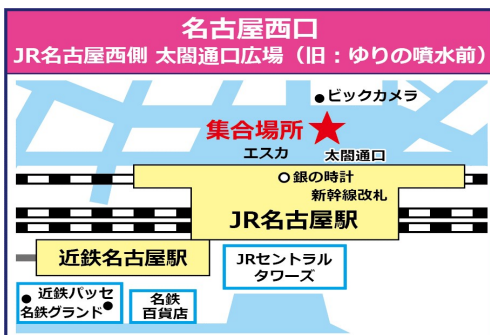 名古屋西口
JR名古屋西側 太閤通口広場（旧：ゆりの噴水前）
ビックカメラ
集合場所
エスカ
太閤通口
銀の時計
新幹線改札
JR名古屋駅
近鉄名古屋駅
JRセントラル
タワーズ
近鉄パッセ
名鉄グランド
名鉄
百貨店